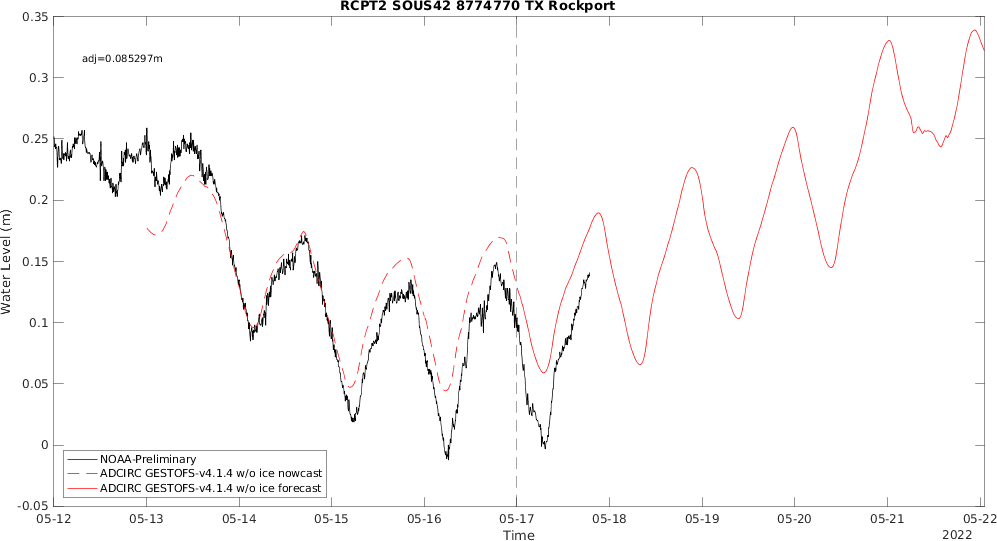 RCPT2 SOUS42 8774770 TX Rockport
adj=0.085297m
0.35
0.3
0.25
0.2
0.15
0.1
0.05
0
-0.05
Water Level (m)
NOAA-Preliminary
ADCIRC GESTOFS-v4.1.4 w/o ice nowcast
ADCIRC GESTOFS-v4.1.4 w/o ice forecast
05-12 05-13 05-14 05-15 05-16 05-17 05-18 05-19 05-20 05-21 05-22
Time
2022